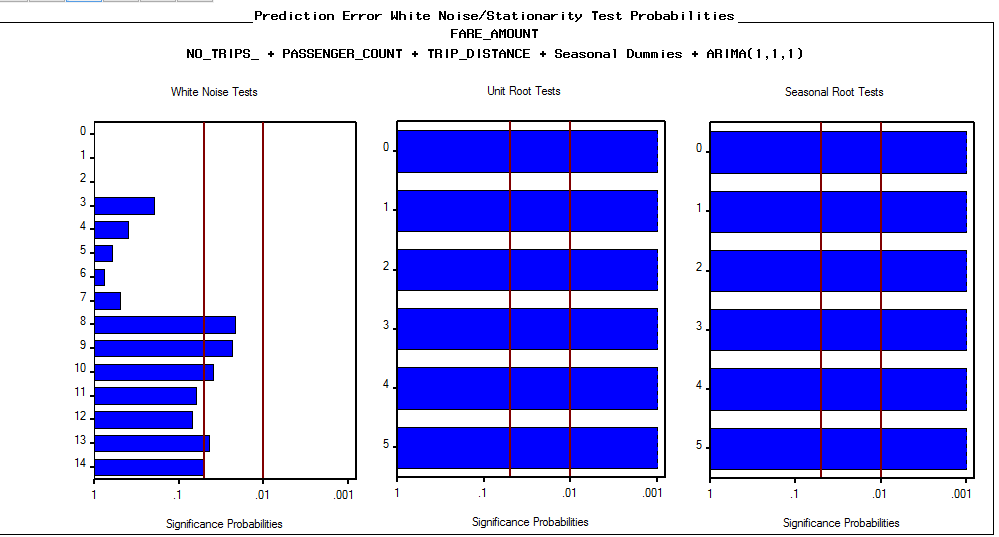 Prediction Error White Noise/Stationarity Test Probabilities
FARE_AMOUNT
NO_TRIPS_ + PASSENGER_COUNT + TRIP_DISTANCE + Seasonal Dummies + ARIMA(1,1,1)
White Noise Tests
0
1
2
3
4
5
6
7
8
9
10
11
12
13
14
1 .1 .01 .001
Significance Probabilities
Unit Root Tests
0
1
2
3
4
5
1 .1 .01 .001
Significance Probabilities
Seasonal Root Tests
0
1
2
3
4
5
1 .1 .01 .001
Significance Probabilities